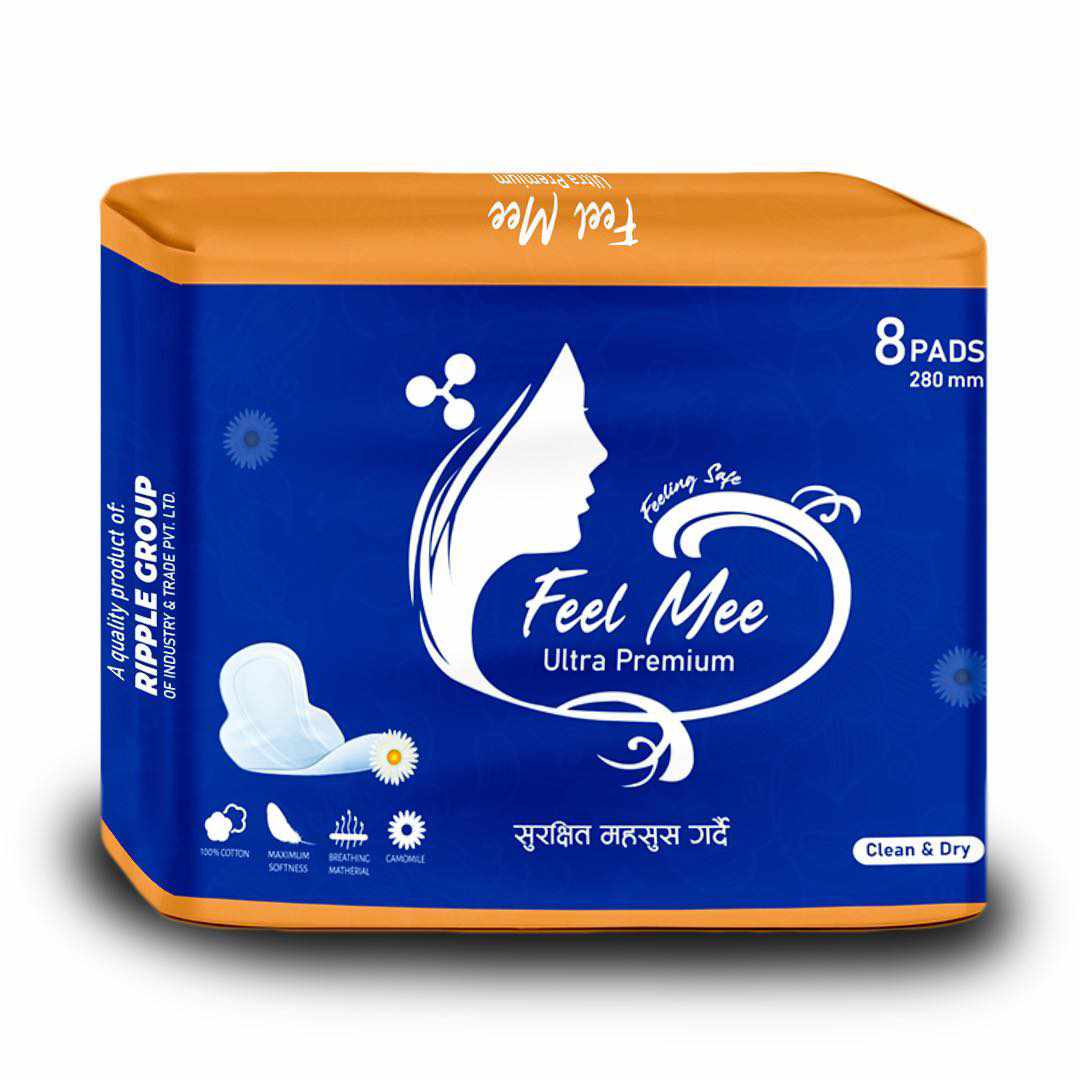 Feel Mee
Ultra Premium
8 PADS
280 mm
Feeling Safe
Feel Mee
Ultra Premium
A quality product of:
RIPPLE GROUP
OF INDUSTRY & TRADE PVT. LTD.
100% COTTON
MAXIMUM
SOFTNESS
BREATHING
MATHERIAL
CAMOMILE
सुरक्षित महसुस गर्दै
Clean & Dry